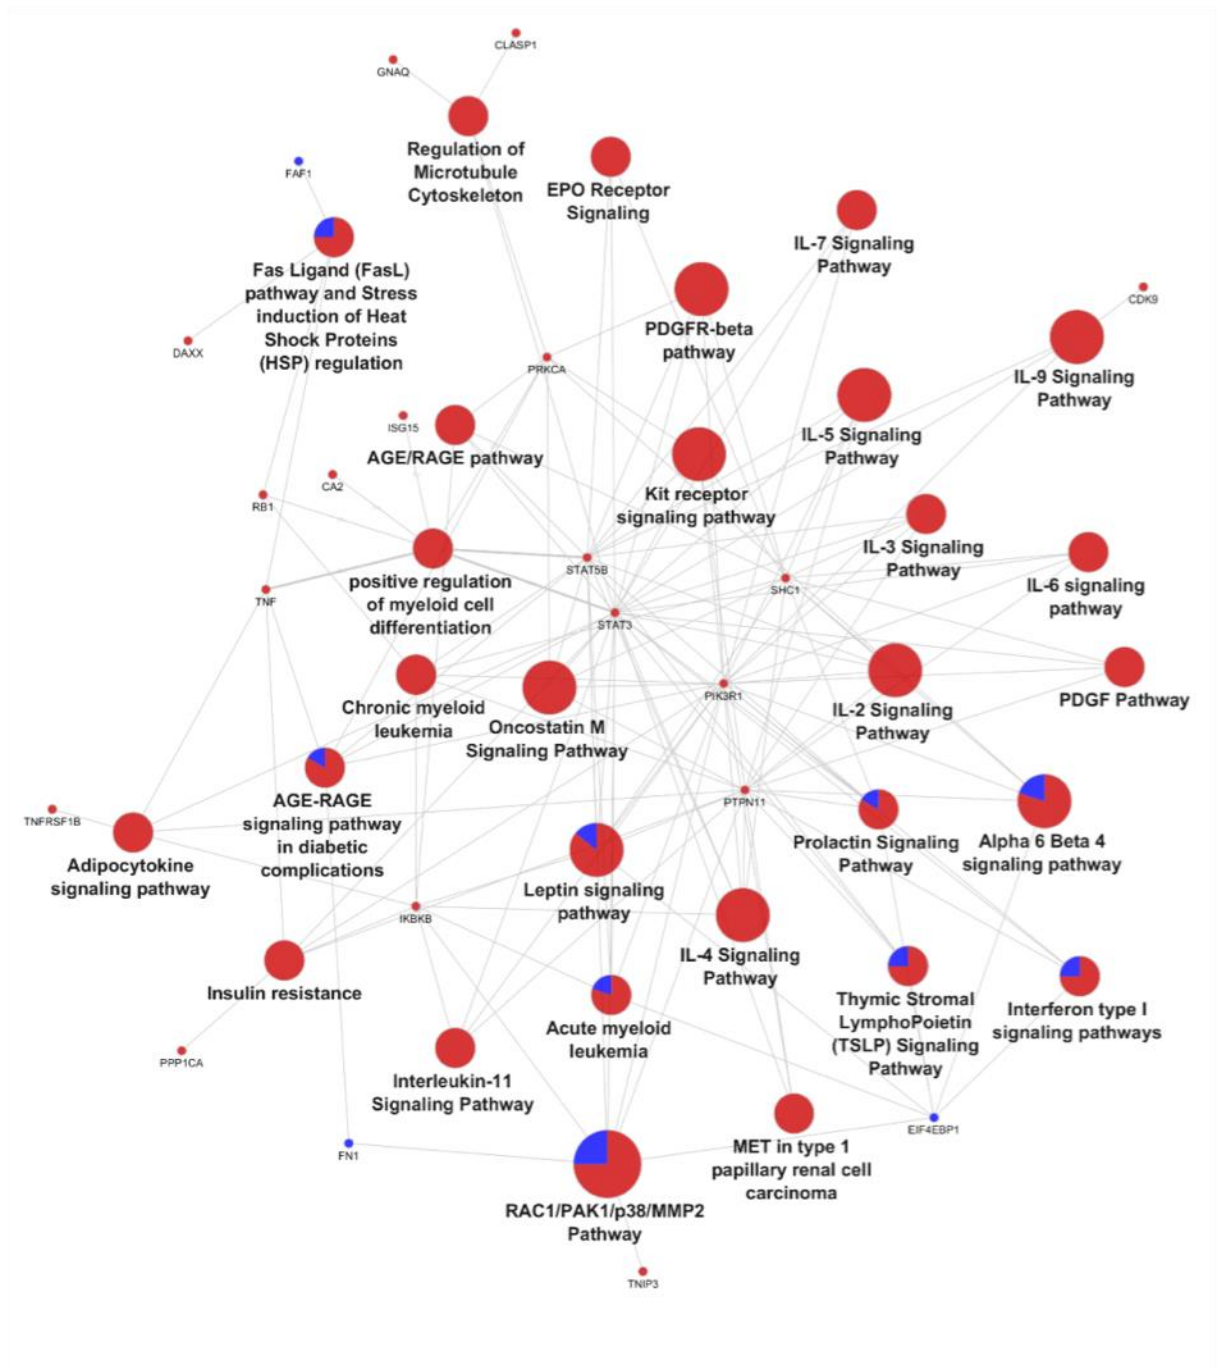 CLASP1
GNAQ
Regulation of
Microtubule
Cytoskeleton
FAF1
EPO Receptor
Signaling
IL-7 Signaling
Pathway
Fas Ligand (FasL)
pathway and Stress
induction of Heat
Shock Proteins
(HSP) regulation
CDK9
DAXX
PDGFR-beta
pathway
PRKCA
IL-9 Signaling
Pathway
ISG15
AGE/RAGE pathway
IL-5 Signaling
Pathway
CA2
RB1
Kit receptor
signaling pathway
IL-3 Signaling
Pathway
STAT5B
positive regulation
of myeloid cell
differentiation
TNF
SHC1
IL-6 signaling
pathway
STAT3
Chronic myeloid
leukemia
Oncostatin M
Signaling Pathway
PIK3R1
IL-2 Signaling
Pathway
PDGF Pathway
AGE-RAGE
signaling pathway
in diabetic
complications
TNFRSF1B
Adipocytokine
signaling pathway
PTPN11
Prolactin Signaling
Pathway
Alpha 6 Beta 4
signaling pathway
Leptin signaling
pathway
IKBKB
IL-4 Signaling
Pathway
Insulin resistance
Acute myeloid
leukemia
Thymic Stromal
LymphoPoietin
(TSLP) Signaling
Pathway
Interferon type I
signaling pathways
PPP1CA
Interleukin-11
Signaling Pathway
EIF4EBP1
FN1
MET in type 1
papillary renal cell
carcinoma
RAC1/PAK1/p38/MMP2
Pathway
TNIP3